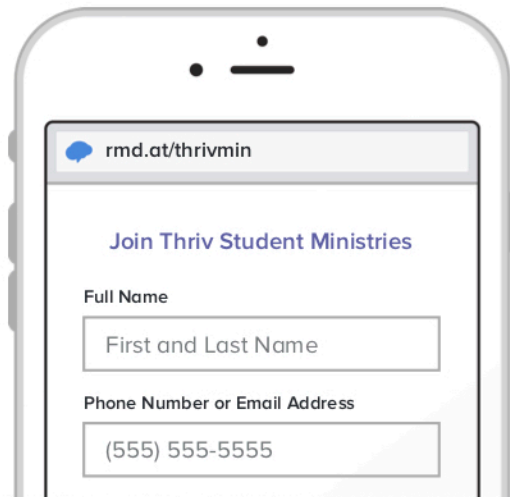 rmd.at/thrivmin
Join Thriv Student Ministries
Full Name
First and Last Name
Phone Number or Email Address
(555) 555-5555